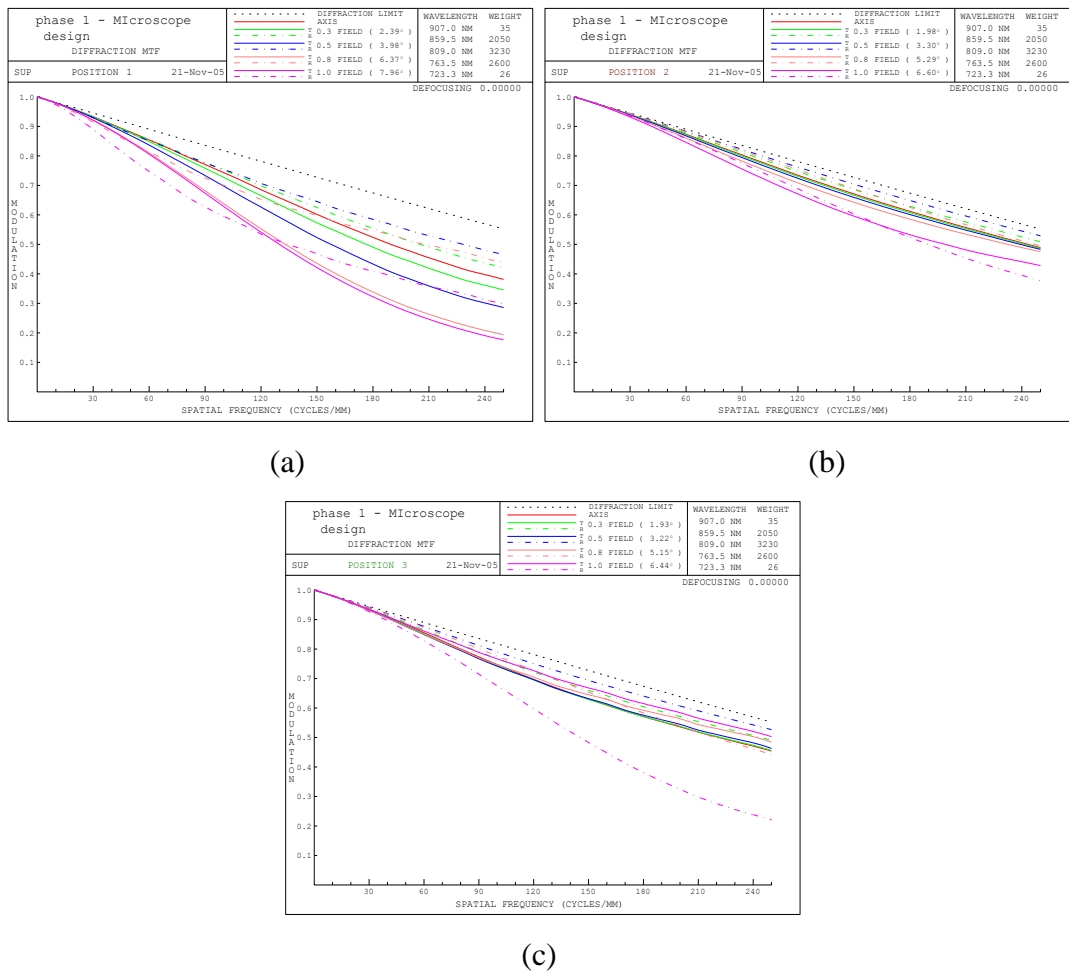 phase 1 - MIcroscope
design
DIFFRACTION MTF
SUP POSITION 1 21-Nov-05
DIFFRACTION LIMIT
AXIS
T
R 0.3 FIELD ( 2.39° )
T
R 0.5 FIELD ( 3.98° )
T
R 0.8 FIELD ( 6.37° )
T
R 1.0 FIELD ( 7.96° )
WAVELENGTH WEIGHT
907.0 NM 35
859.5 NM 2050
809.0 NM 3230
763.5 NM 2600
723.3 NM 26
DEFOCUSING 0.00000
1.0
0.9
0.8
0.7
0.6
0.5
0.4
0.3
0.2
0.1
MODULATION
30 60 90 120 150 180 210 240
SPATIAL FREQUENCY (CYCLES/MM)
(a)
phase 1 - MIcroscope
design
DIFFRACTION MTF
SUP POSITION 2 21-Nov-05
DIFFRACTION LIMIT
AXIS
T
R 0.3 FIELD ( 1.98° )
T
R 0.5 FIELD ( 3.30° )
T
R 0.8 FIELD ( 5.29° )
T
R 1.0 FIELD ( 6.60° )
WAVELENGTH WEIGHT
907.0 NM 35
859.5 NM 2050
809.0 NM 3230
763.5 NM 2600
723.3 NM 26
DEFOCUSING 0.00000
1.0
0.9
0.8
0.7
0.6
0.5
0.4
0.3
0.2
0.1
MODULATION
30 60 90 120 150 180 210 240
SPATIAL FREQUENCY (CYCLES/MM)
(b)
phase 1 - MIcroscope
design
DIFFRACTION MTF
SUP POSITION 3 21-Nov-05
DIFFRACTION LIMIT
AXIS
T
R 0.3 FIELD ( 1.93° )
T
R 0.5 FIELD ( 3.22° )
T
R 0.8 FIELD ( 5.15° )
T
R 1.0 FIELD ( 6.44° )
WAVELENGTH WEIGHT
907.0 NM 35
859.5 NM 2050
809.0 NM 3230
763.5 NM 2600
723.3 NM 26
DEFOCUSING 0.00000
1.0
0.9
0.8
0.7
0.6
0.5
0.4
0.3
0.2
0.1
MODULATION
30 60 90 120 150 180 210 240
SPATIAL FREQUENCY (CYCLES/MM)
(c)